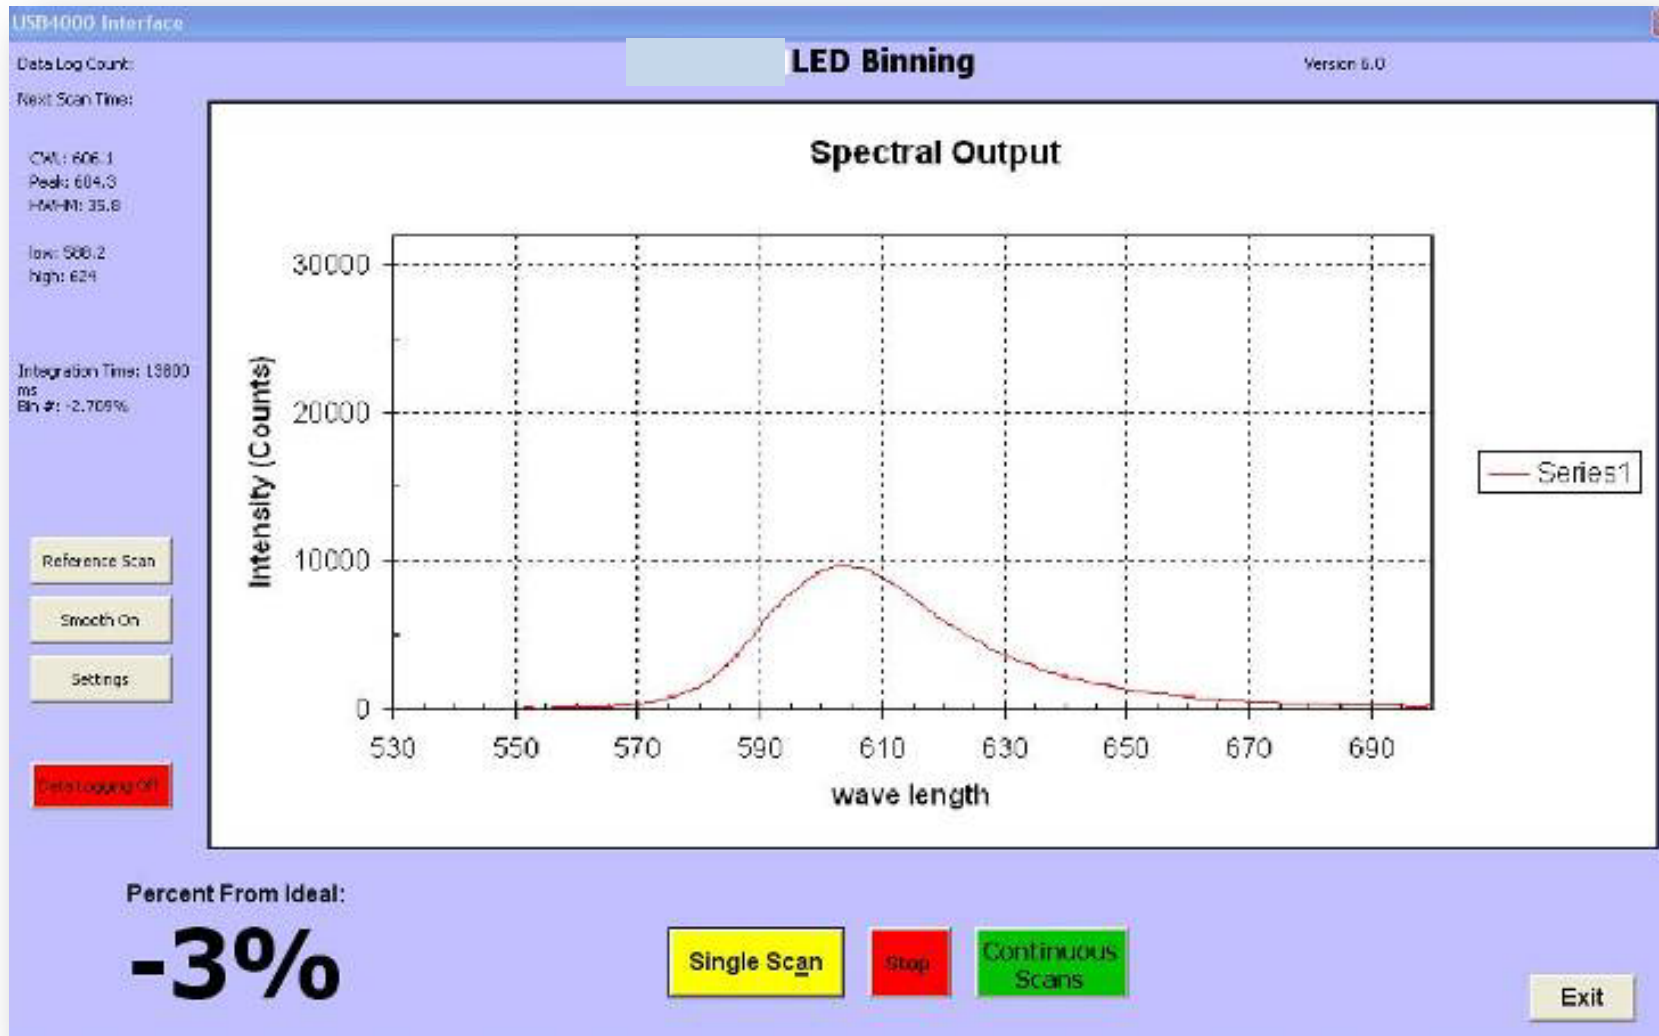 USB4000 Interface
Data Log Count:
LED Binning
Version 6.0
Next Scan Time:
CWL: 606.1
Peak: 604.3
HWHM: 35.8
low: 588.2
high: 624
Integration Time: 13800
ms
Bin #: -2.709%
Reference Scan
Smooth On
Settings
Data Logging Off
Spectral Output
Intensity (Counts)
30000
20000
10000
0
530 550 570 590 610 630 650 670 690
wave length
Series1
Percent From Ideal:
-3%
Single Scan
Stop
Continuous
Scans
Exit